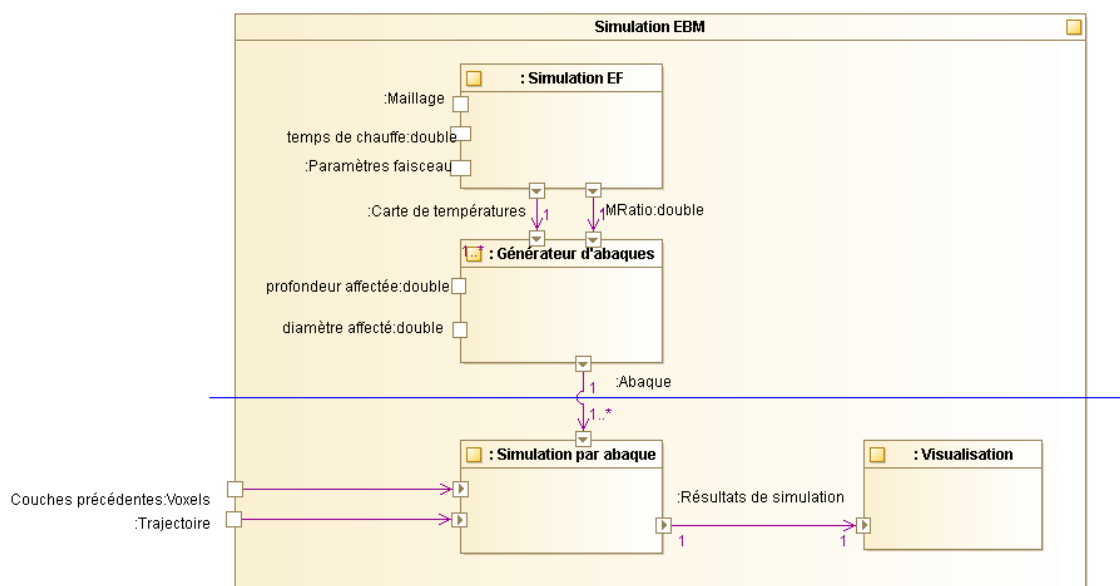 Simulation EBM
: Simulation EF
:Maillage
temps de chauffe:double
:Paramètres faisceau
:Carte de températures
1
MRatio:double
1
1..*
: Générateur d'abaques
profondeur affectée:double
diamètre affecté:double
:Abaque
1
1..*
: Simulation par abaque
: Visualisation
Couches précédentes:Voxels
:Trajectoire
:Résultats de simulation
1
1